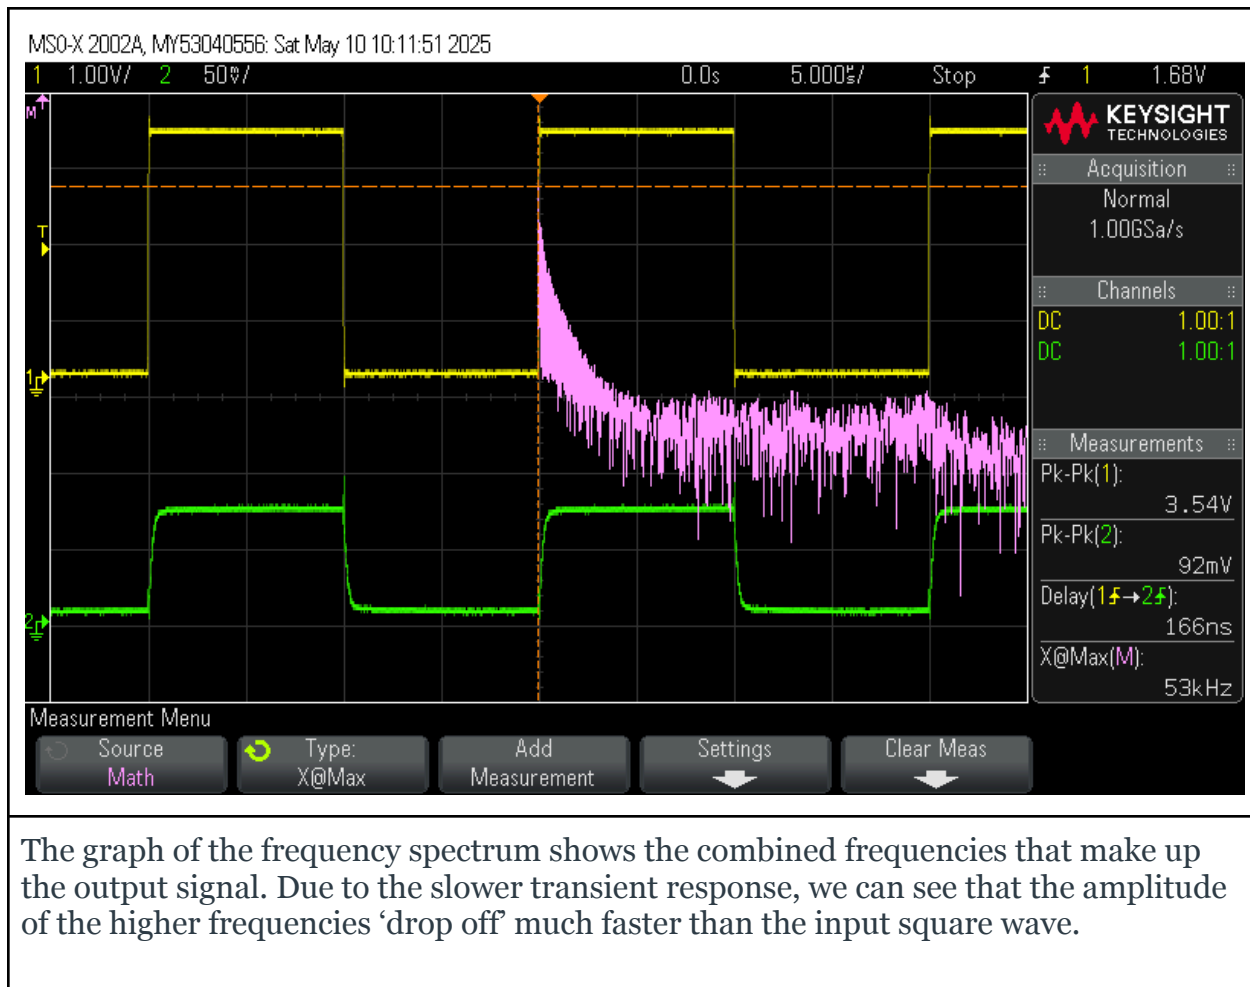 MSO-X 2002A, MY53040556: Sat May 10 10:11:51 2025
1 1.00V/ 2 50mV/ 0.0s 5.000us/ Stop 1 1.68V
M
KEYSIGHT
TECHNOLOGIES
Acquisition
Normal
1.00GSa/s
T
Channels
DC 1.00:1
DC 1.00:1
1
Measurements
Pk-Pk(1):
3.54V
Pk-Pk(2):
92mV
Delay(1→2):
166ns
2
X@Max(M):
53kHz
Measurement Menu
Source
Math
Type:
X@Max
Add
Measurement
Settings
Clear Meas
The graph of the frequency spectrum shows the combined frequencies that make up
the output signal. Due to the slower transient response, we can see that the amplitude
of the higher frequencies ‘drop off’ much faster than the input square wave.